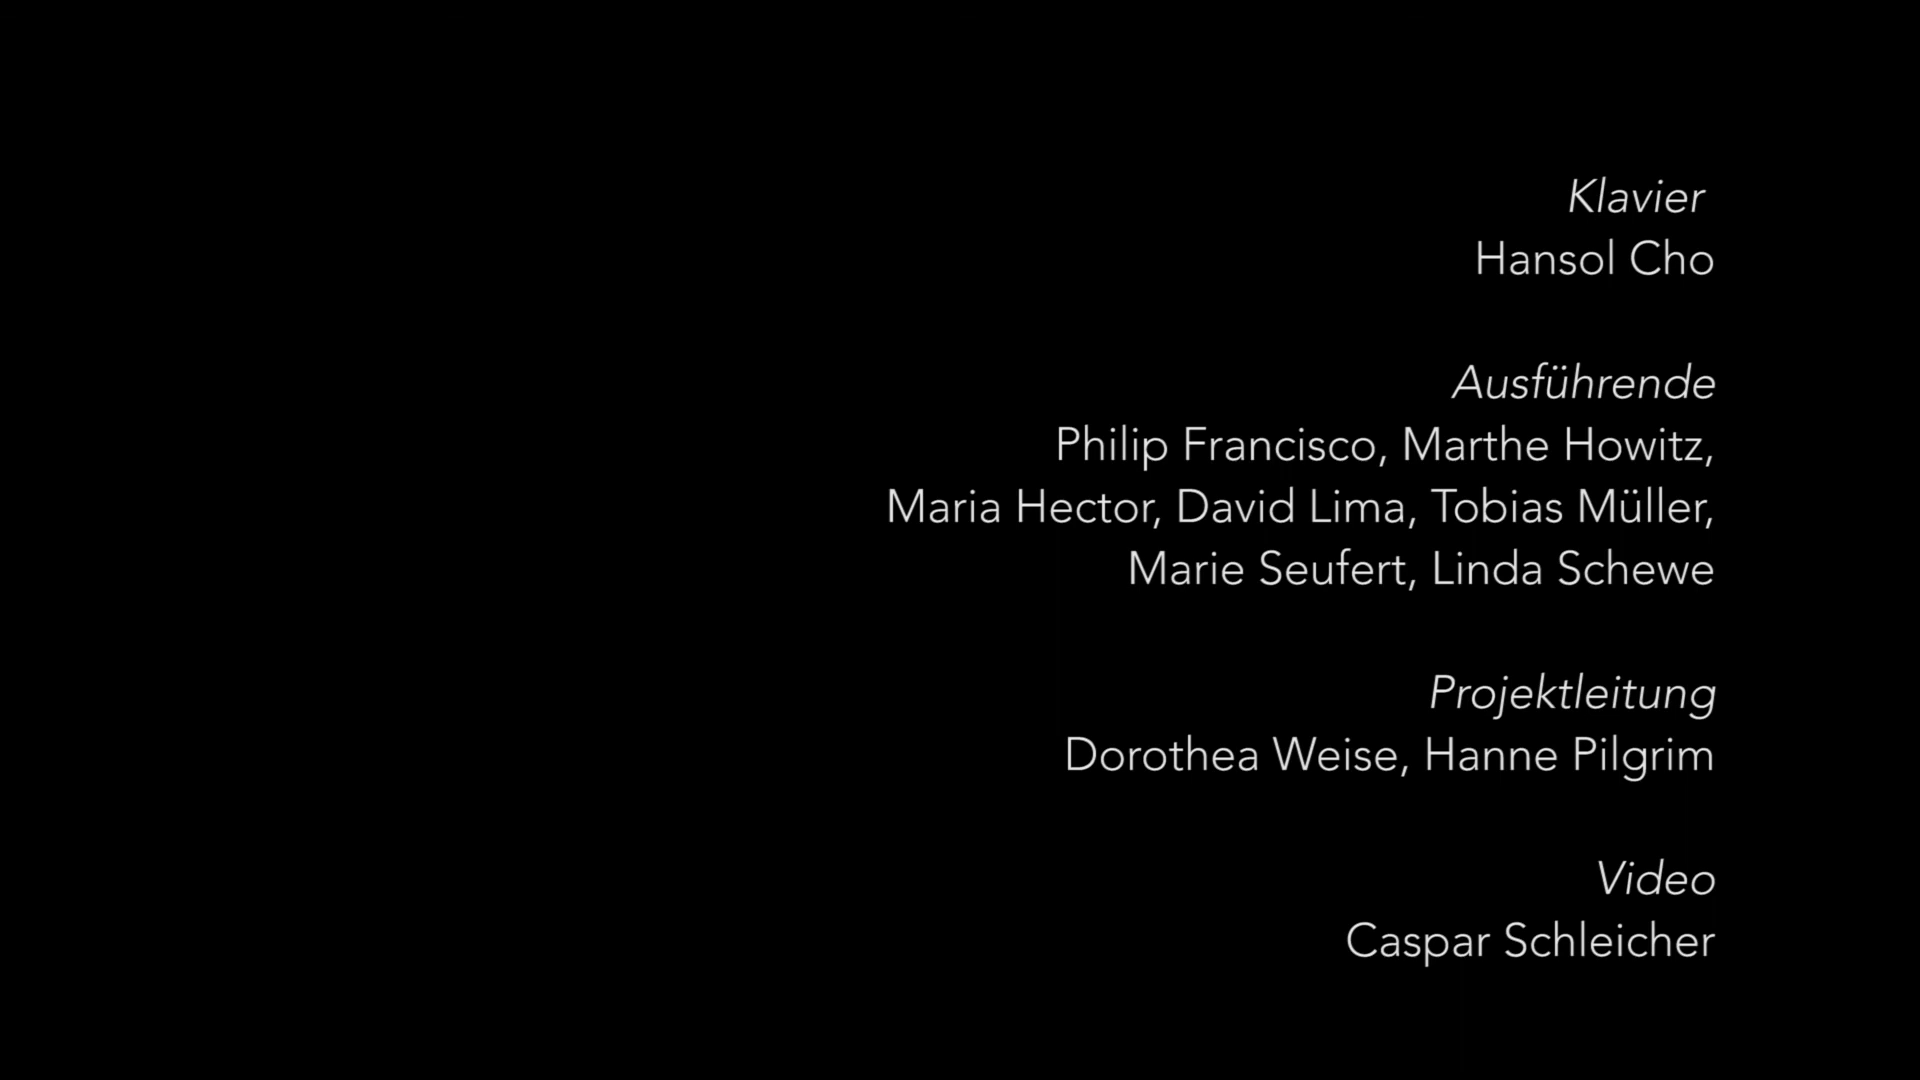 Klavier
Hansol Cho
Ausführende
Philip Francisco, Marthe Howitz,
Maria Hector, David Lima, Tobias Müller,
Marie Seufert, Linda Schewe
Projektleitung
Dorothea Weise, Hanne Pilgrim
Video
Caspar Schleicher